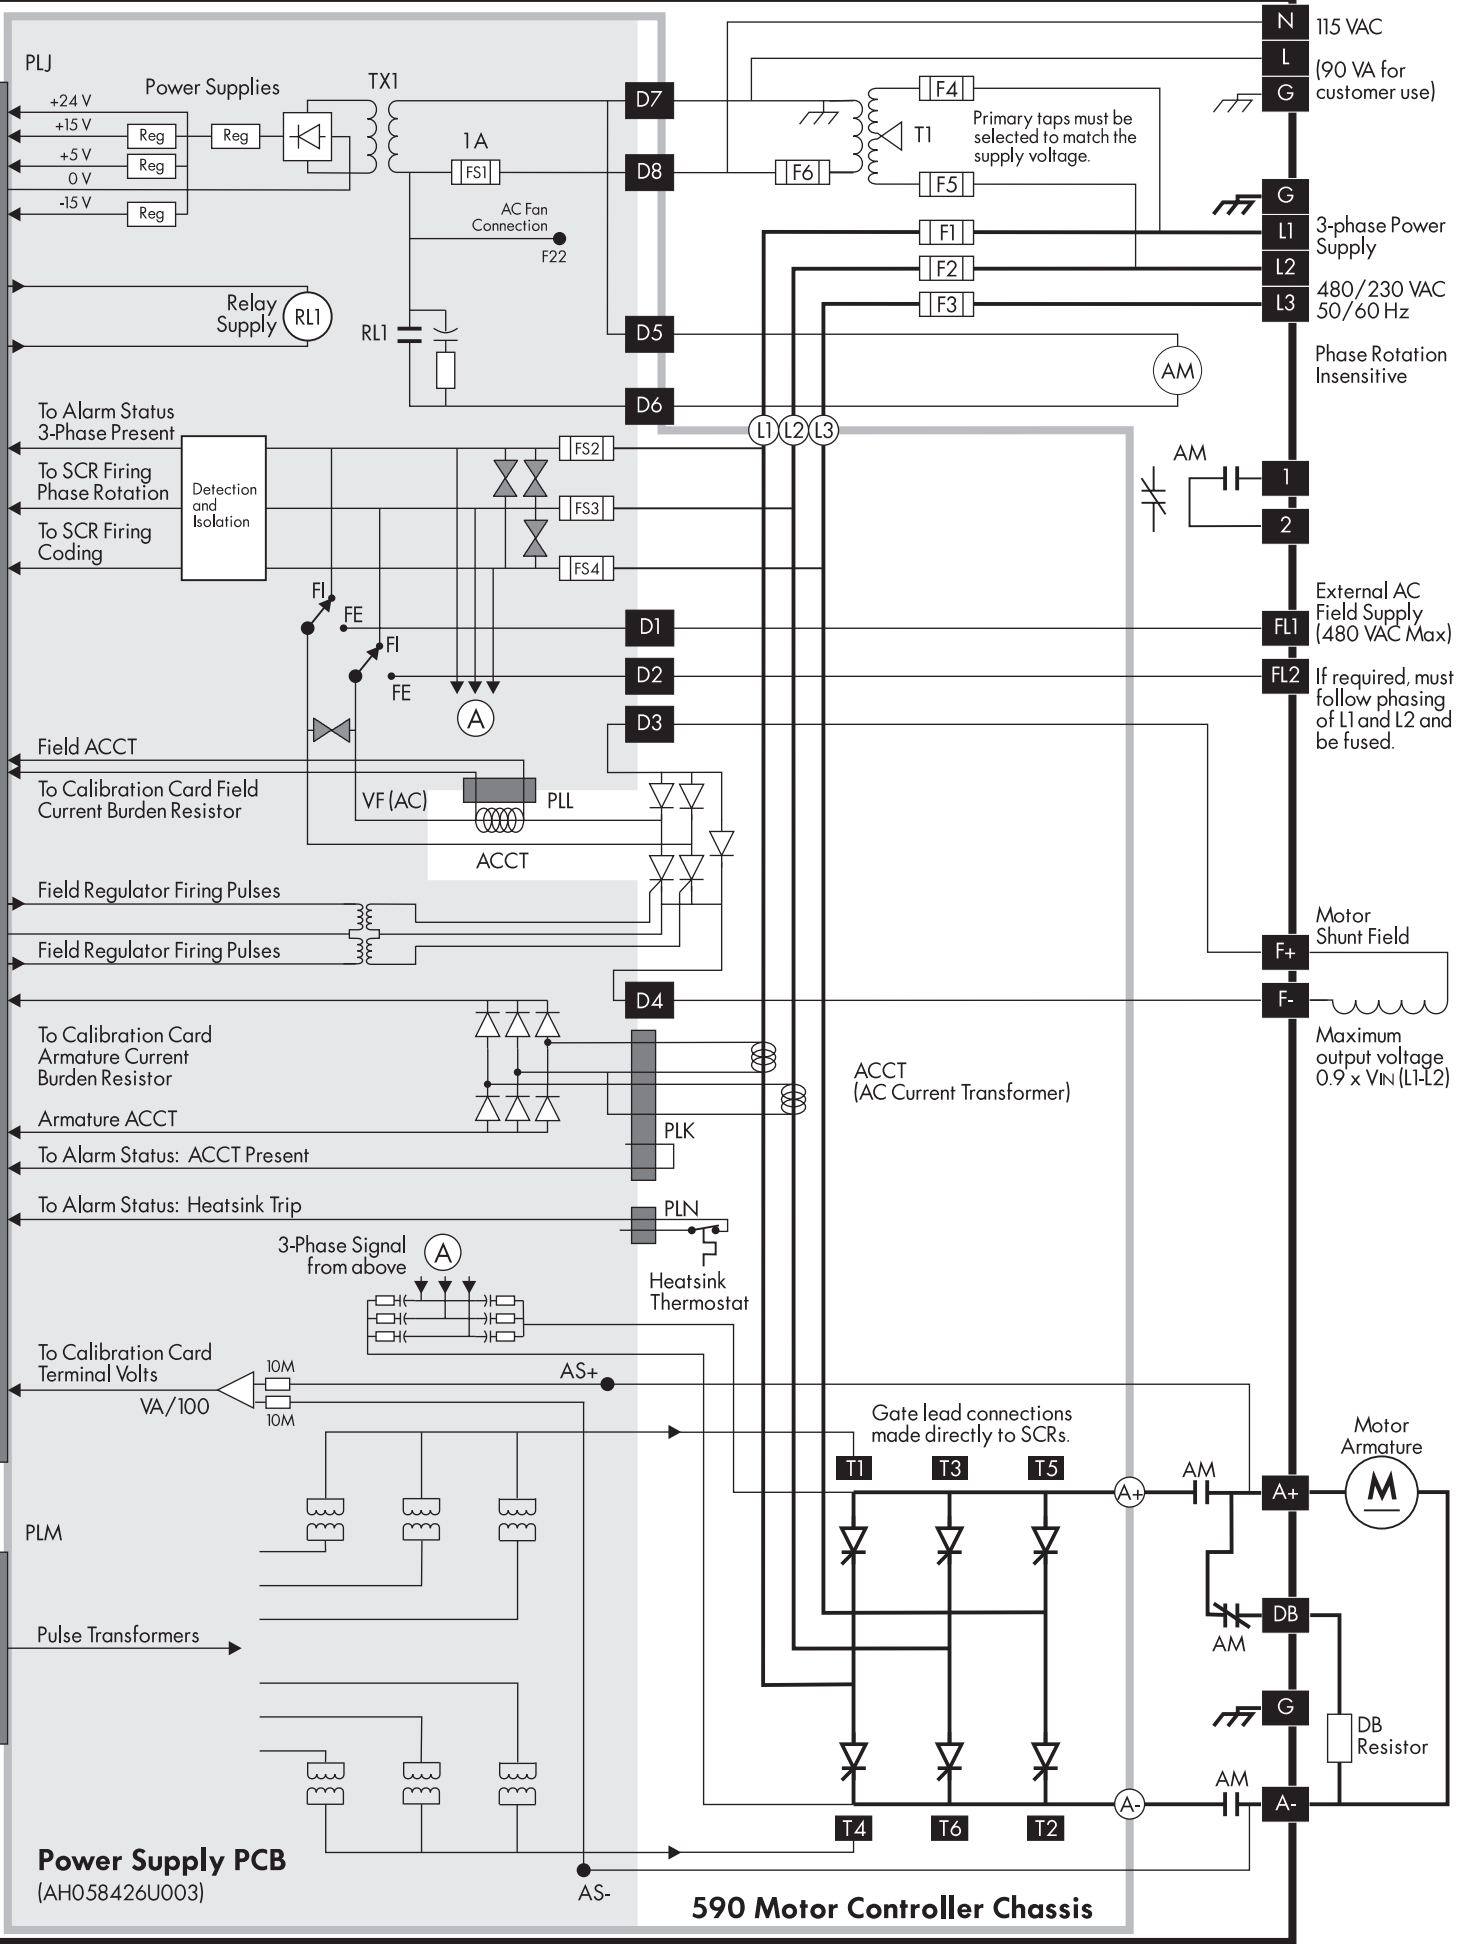 N
115 VAC
L
(90 VA for
customer use)
G
PLJ
Power Supplies
TX1
+24 V
+15 V
Reg
Reg
+5 V
Reg
0 V
-15 V
Reg
1A
FS1
D7
D8
F4
F6
T1
F5
Primary taps must be
selected to match the
supply voltage.
AC Fan
Connection
F22
G
F1
L1
3-phase Power
Supply
F2
L2
F3
L3
480/230 VAC
50/60 Hz
Relay
Supply
RL1
RL1
D5
AM
Phase Rotation
Insensitive
D6
L1
L2
L3
To Alarm Status
3-Phase Present
To SCR Firing
Phase Rotation
To SCR Firing
Coding
Detection
and
Isolation
FS2
FS3
FS4
AM
1
2
FI
FE
FI
FE
D1
D2
D3
A
FL1
External AC
Field Supply
(480 VAC Max)
FL2
If required, must
follow phasing
of L1 and L2 and
be fused.
Field ACCT
To Calibration Card Field
Current Burden Resistor
VF (AC)
PLL
ACCT
Field Regulator Firing Pulses
Field Regulator Firing Pulses
Motor
Shunt Field
F+
F-
D4
Maximum
output voltage
0.9 x VIN (L1-L2)
To Calibration Card
Armature Current
Burden Resistor
ACCT
(AC Current Transformer)
Armature ACCT
PLK
To Alarm Status: ACCT Present
To Alarm Status: Heatsink Trip
PLN
3-Phase Signal
from above
A
Heatsink
Thermostat
To Calibration Card
Terminal Volts
VA/100
10M
10M
AS+
Gate lead connections
made directly to SCRs.
T1
T3
T5
A+
AM
A+
Motor
Armature
M
PLM
Pulse Transformers
AM
DB
G
DB
Resistor
AM
A-
A-
T4
T6
T2
Power Supply PCB
(AH058426U003)
AS-
590 Motor Controller Chassis